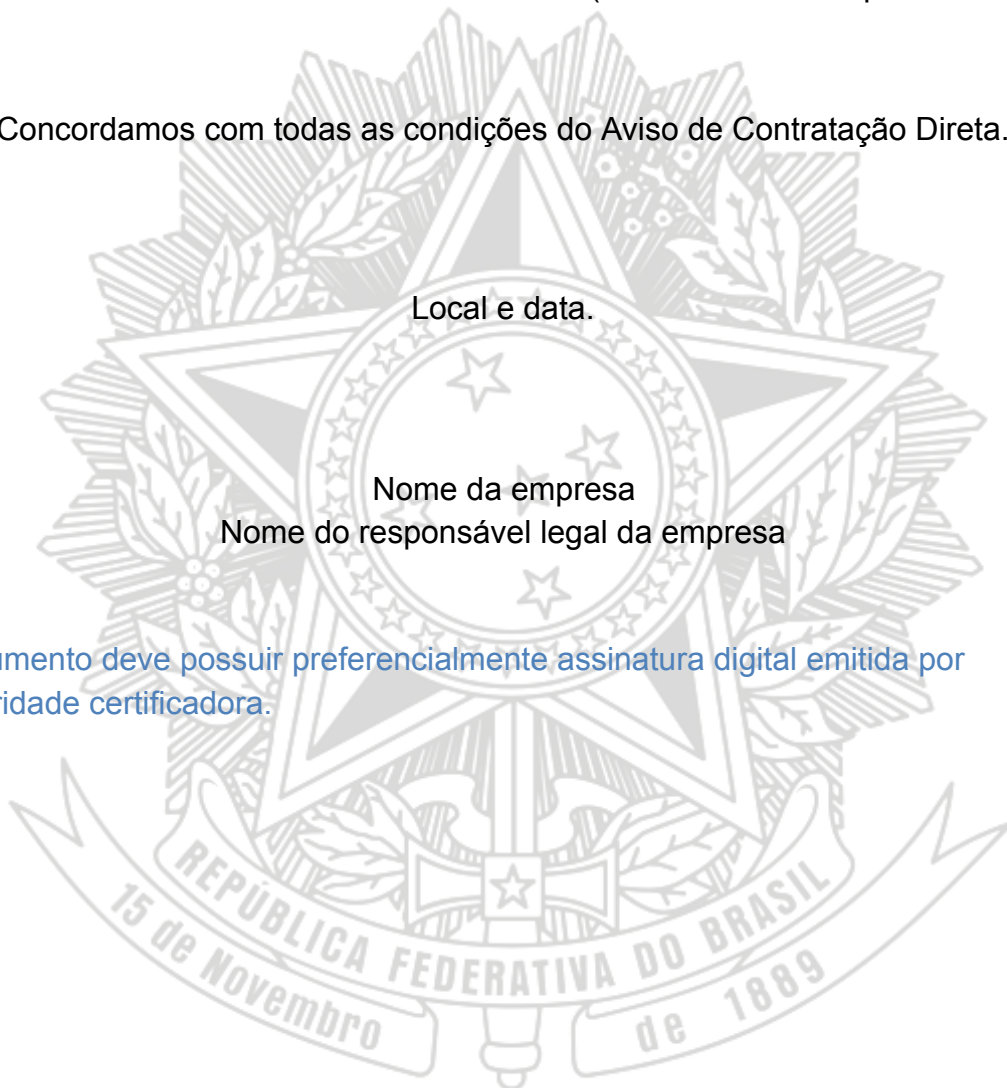 Concordamos com todas as condições do Aviso de Contratação Direta.
Local e data.
Nome da empresa
Nome do responsável legal da empresa
umento deve possuir preferencialmente assinatura digital emitida por
ridade certificadora.
REPÚBLICA FEDERATIVA DO BRASIL
15 de Novembro de 1889